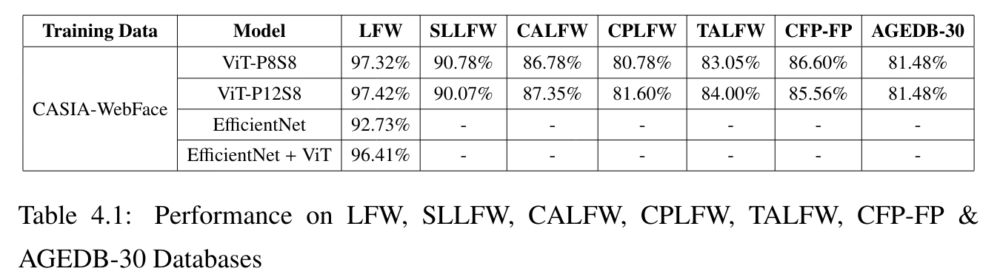 Training Data Model LFW SLLFW CALFW CPLFW TALFW CFP-FP AGEDB-30
CASIA-WebFace
ViT-P8S8 97.32% 90.78% 86.78% 80.78% 83.05% 86.60% 81.48%
ViT-P12S8 97.42% 90.07% 87.35% 81.60% 84.00% 85.56% 81.48%
EfficientNet 92.73% - - - - - -
EfficientNet + ViT 96.41% - - - - - -
Table 4.1: Performance on LFW, SLLFW, CALFW, CPLFW, TALFW, CFP-FP &
AGEDB-30 Databases